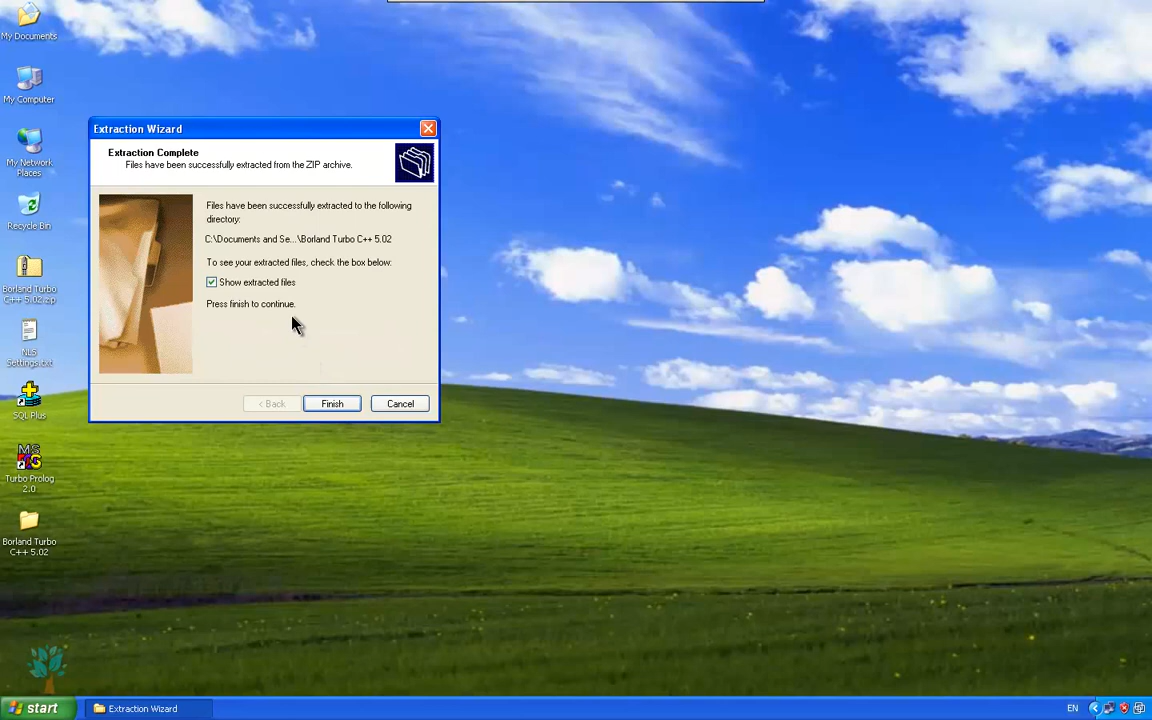 My Documents
My Computer
My Network
Places
Recycle Bin
Borland Turbo
C++ 5.02.zip
NLS
Settings.txt
SQL Plus
MS
Turbo Prolog
2.0
Borland Turbo
C++ 5.02
Extraction Wizard
Extraction Complete
Files have been successfully extracted from the ZIP archive.
Files have been successfully extracted to the following
directory:
C:\Documents and Se...\Borland Turbo C++ 5.02
To see your extracted files, check the box below:
Show extracted files
Press finish to continue.
< Back
Finish
Cancel
start
Extraction Wizard
EN